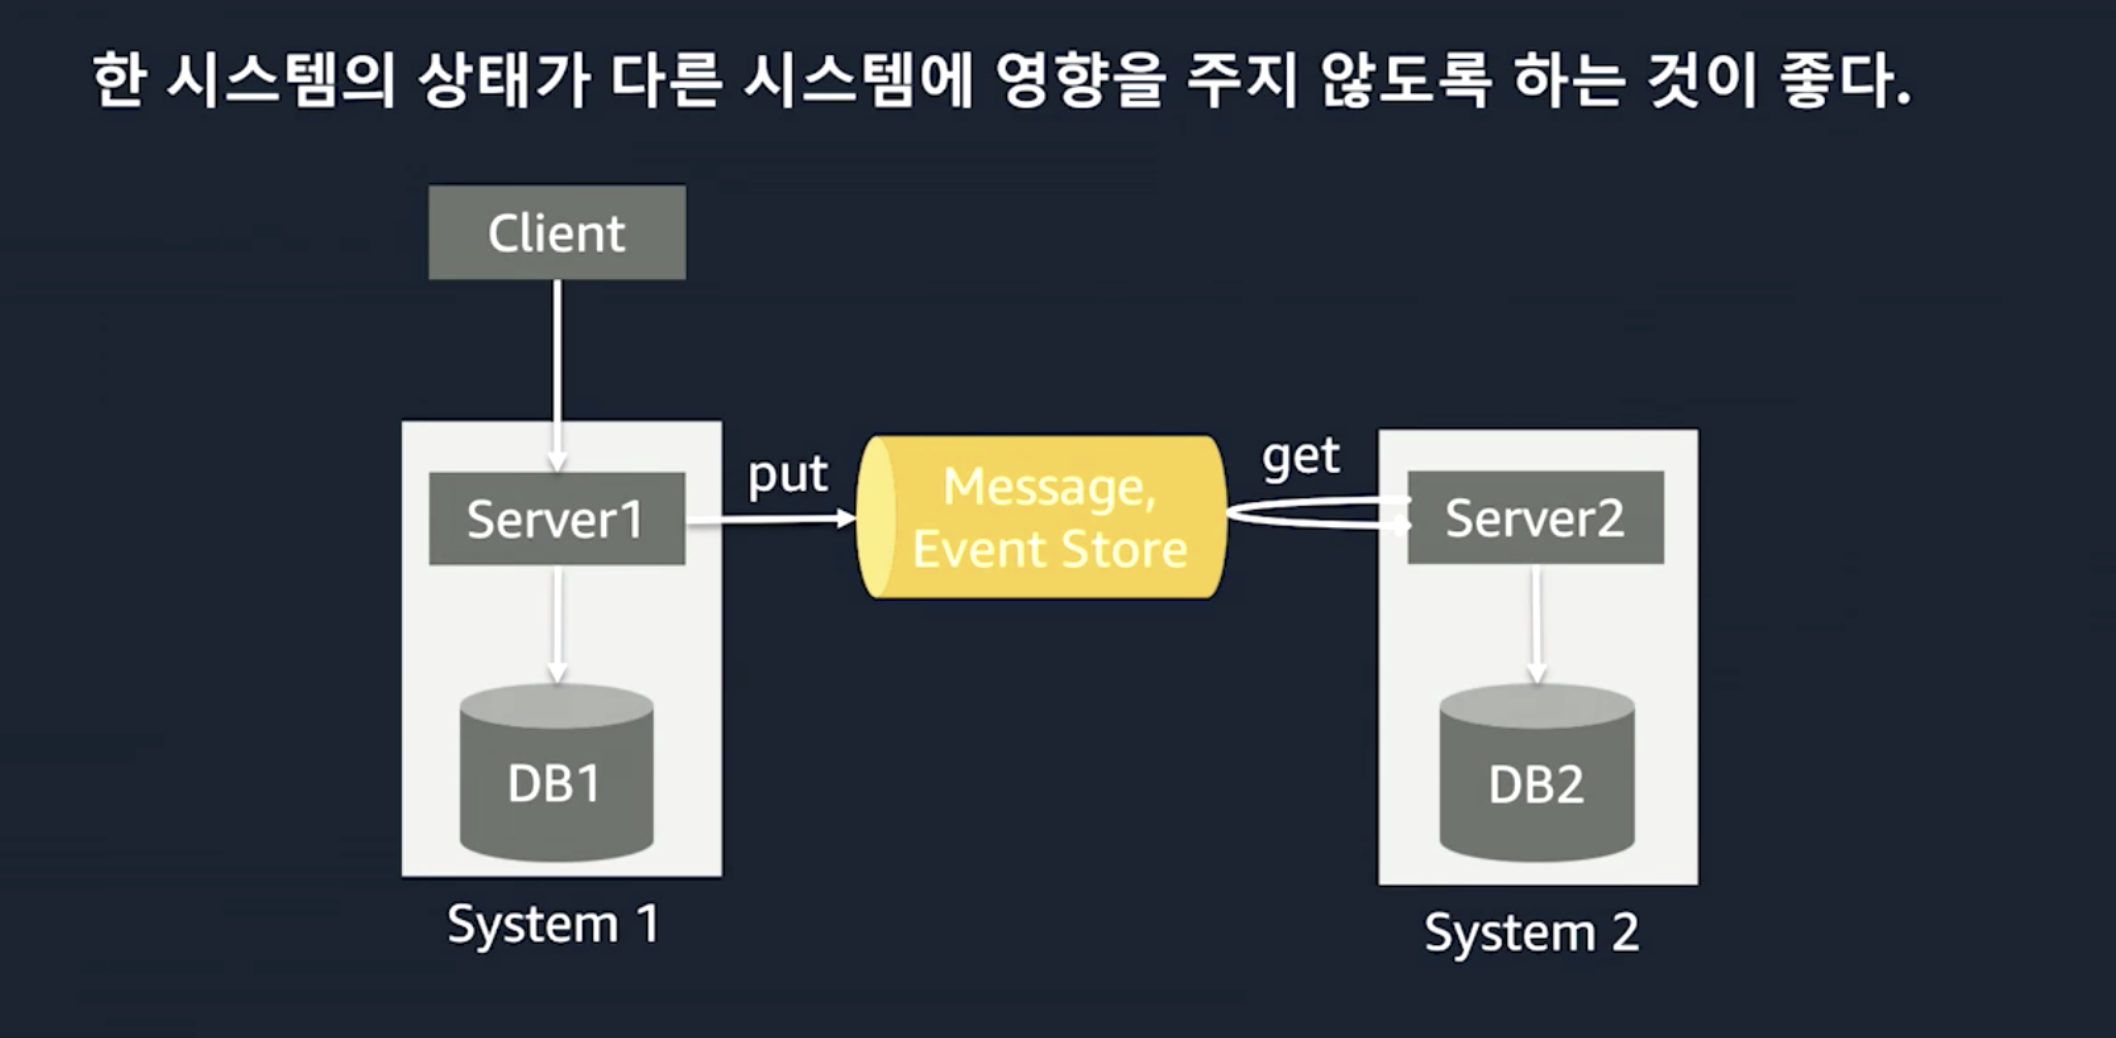 한 시스템의 상태가 다른 시스템에 영향을 주지 않도록 하는 것이 좋다.
Client
Server1
put
Message,
Event Store
get
Server2
DB1
DB2
System 1
System 2